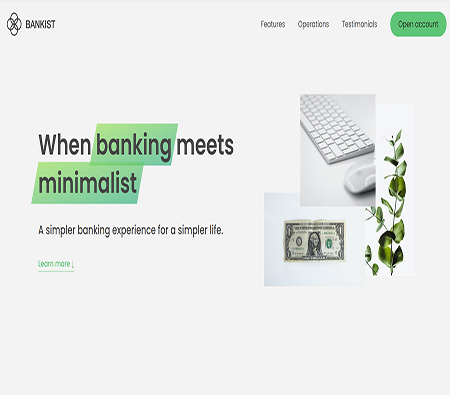 BANKIST
Features
Operations
Testimonials
Open account
When banking meets
minimalist
A simpler banking experience for a simpler life.
Learn more ↓